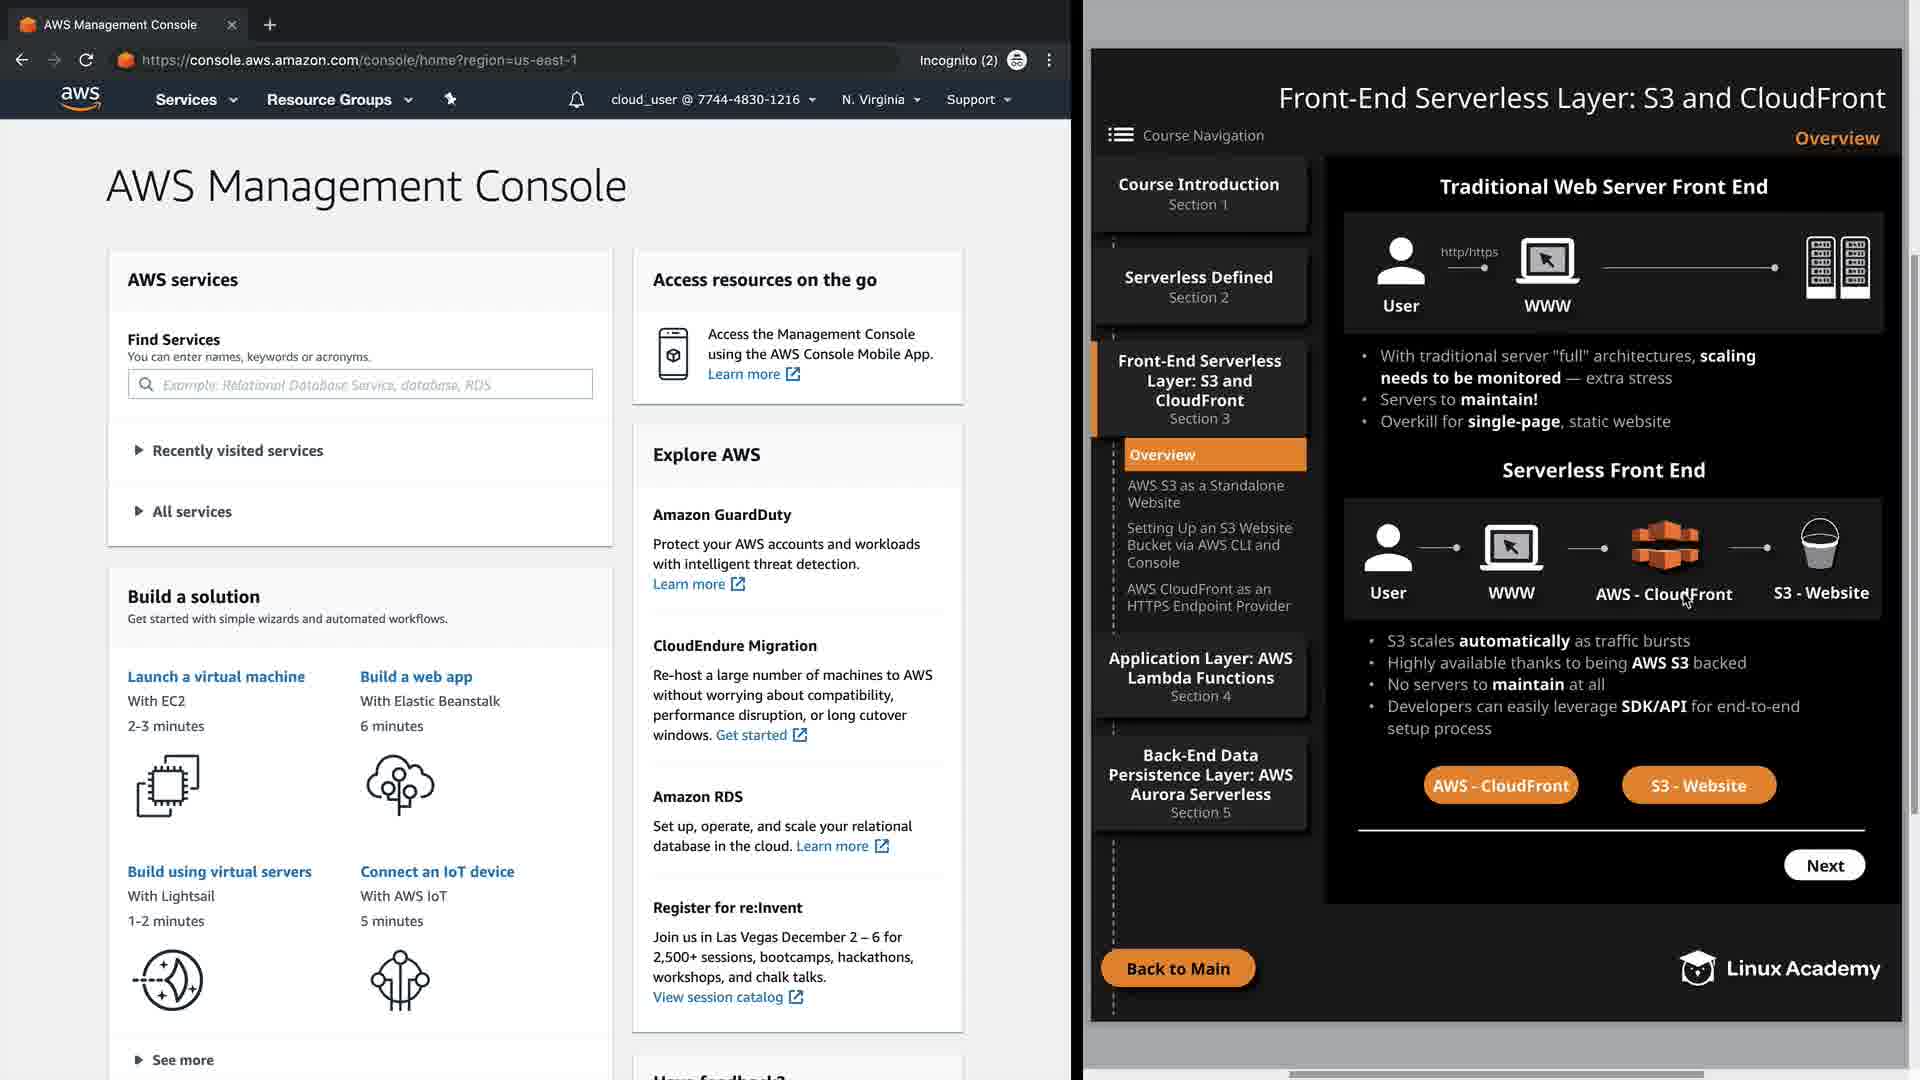 AWS Management Console
https://console.aws.amazon.com/console/home?region=us-east-1
Incognito (2)
aws
Services
Resource Groups
cloud_user @ 7744-4830-1216
N. Virginia
Support
AWS Management Console
AWS services
Find Services
You can enter names, keywords or acronyms.
Example: Relational Database Service, database, RDS
Recently visited services
All services
Build a solution
Get started with simple wizards and automated workflows.
Launch a virtual machine
With EC2
2-3 minutes
Build a web app
With Elastic Beanstalk
6 minutes
Build using virtual servers
With Lightsail
1-2 minutes
Connect an IoT device
With AWS IoT
5 minutes
See more
Access resources on the go
Access the Management Console
using the AWS Console Mobile App.
Learn more
Explore AWS
Amazon GuardDuty
Protect your AWS accounts and workloads
with intelligent threat detection.
Learn more
CloudEndure Migration
Re-host a large number of machines to AWS
without worrying about compatibility,
performance disruption, or long cutover
windows. Get started
Amazon RDS
Set up, operate, and scale your relational
database in the cloud. Learn more
Register for re:Invent
Join us in Las Vegas December 2 – 6 for
2,500+ sessions, bootcamps, hackathons,
workshops, and chalk talks.
View session catalog
Have feedback?
Front-End Serverless Layer: S3 and CloudFront
Course Navigation
Overview
Course Introduction
Section 1
Serverless Defined
Section 2
Front-End Serverless
Layer: S3 and
CloudFront
Section 3
Overview
AWS S3 as a Standalone
Website
Setting Up an S3 Website
Bucket via AWS CLI and
Console
AWS CloudFront as an
HTTPS Endpoint Provider
Application Layer: AWS
Lambda Functions
Section 4
Back-End Data
Persistence Layer: AWS
Aurora Serverless
Section 5
Back to Main
Traditional Web Server Front End
http/https
User
WWW
• With traditional server "full" architectures, scaling
needs to be monitored — extra stress
• Servers to maintain!
• Overkill for single-page, static website
Serverless Front End
User
WWW
AWS - CloudFront
S3 - Website
• S3 scales automatically as traffic bursts
• Highly available thanks to being AWS S3 backed
• No servers to maintain at all
• Developers can easily leverage SDK/API for end-to-end
setup process
AWS - CloudFront
S3 - Website
Next
Linux Academy